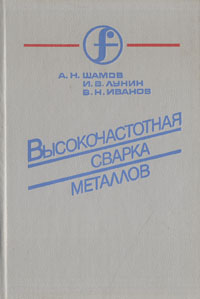 f
А. Н. ШАМОВ
И. В. ЛУНИН
В. Н. ИВАНОВ
ВЫСОКОЧАСТОТНАЯ
СВАРКА
МЕТАЛЛОВ